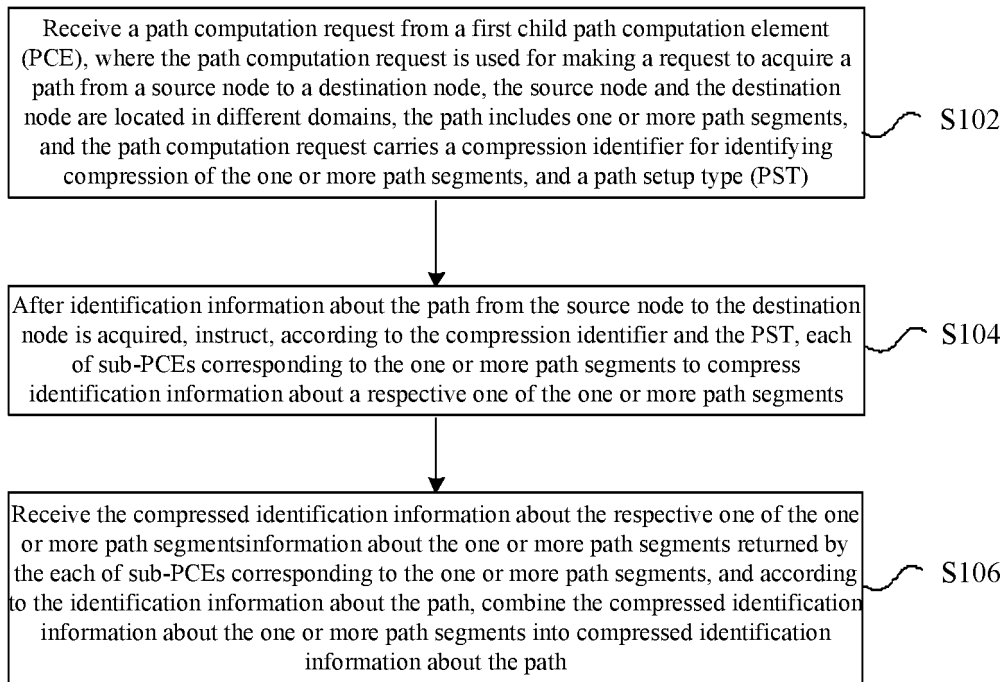 Receive a path computation request from a first child path computation element
(PCE), where the path computation request is used for making a request to acquire a
path from a source node to a destination node, the source node and the destination
node are located in different domains, the path includes one or more path segments,
and the path computation request carries a compression identifier for identifying
compression of the one or more path segments, and a path setup type (PST)
S102
After identification information about the path from the source node to the destination
node is acquired, instruct, according to the compression identifier and the PST, each
of sub-PCEs corresponding to the one or more path segments to compress
identification information about a respective one of the one or more path segments
S104
Receive the compressed identification information about the respective one of the one
or more path segmentsinformation about the one or more path segments returned by
the each of sub-PCEs corresponding to the one or more path segments, and according
to the identification information about the path, combine the compressed identification
information about the one or more path segments into compressed identification
information about the path
S106